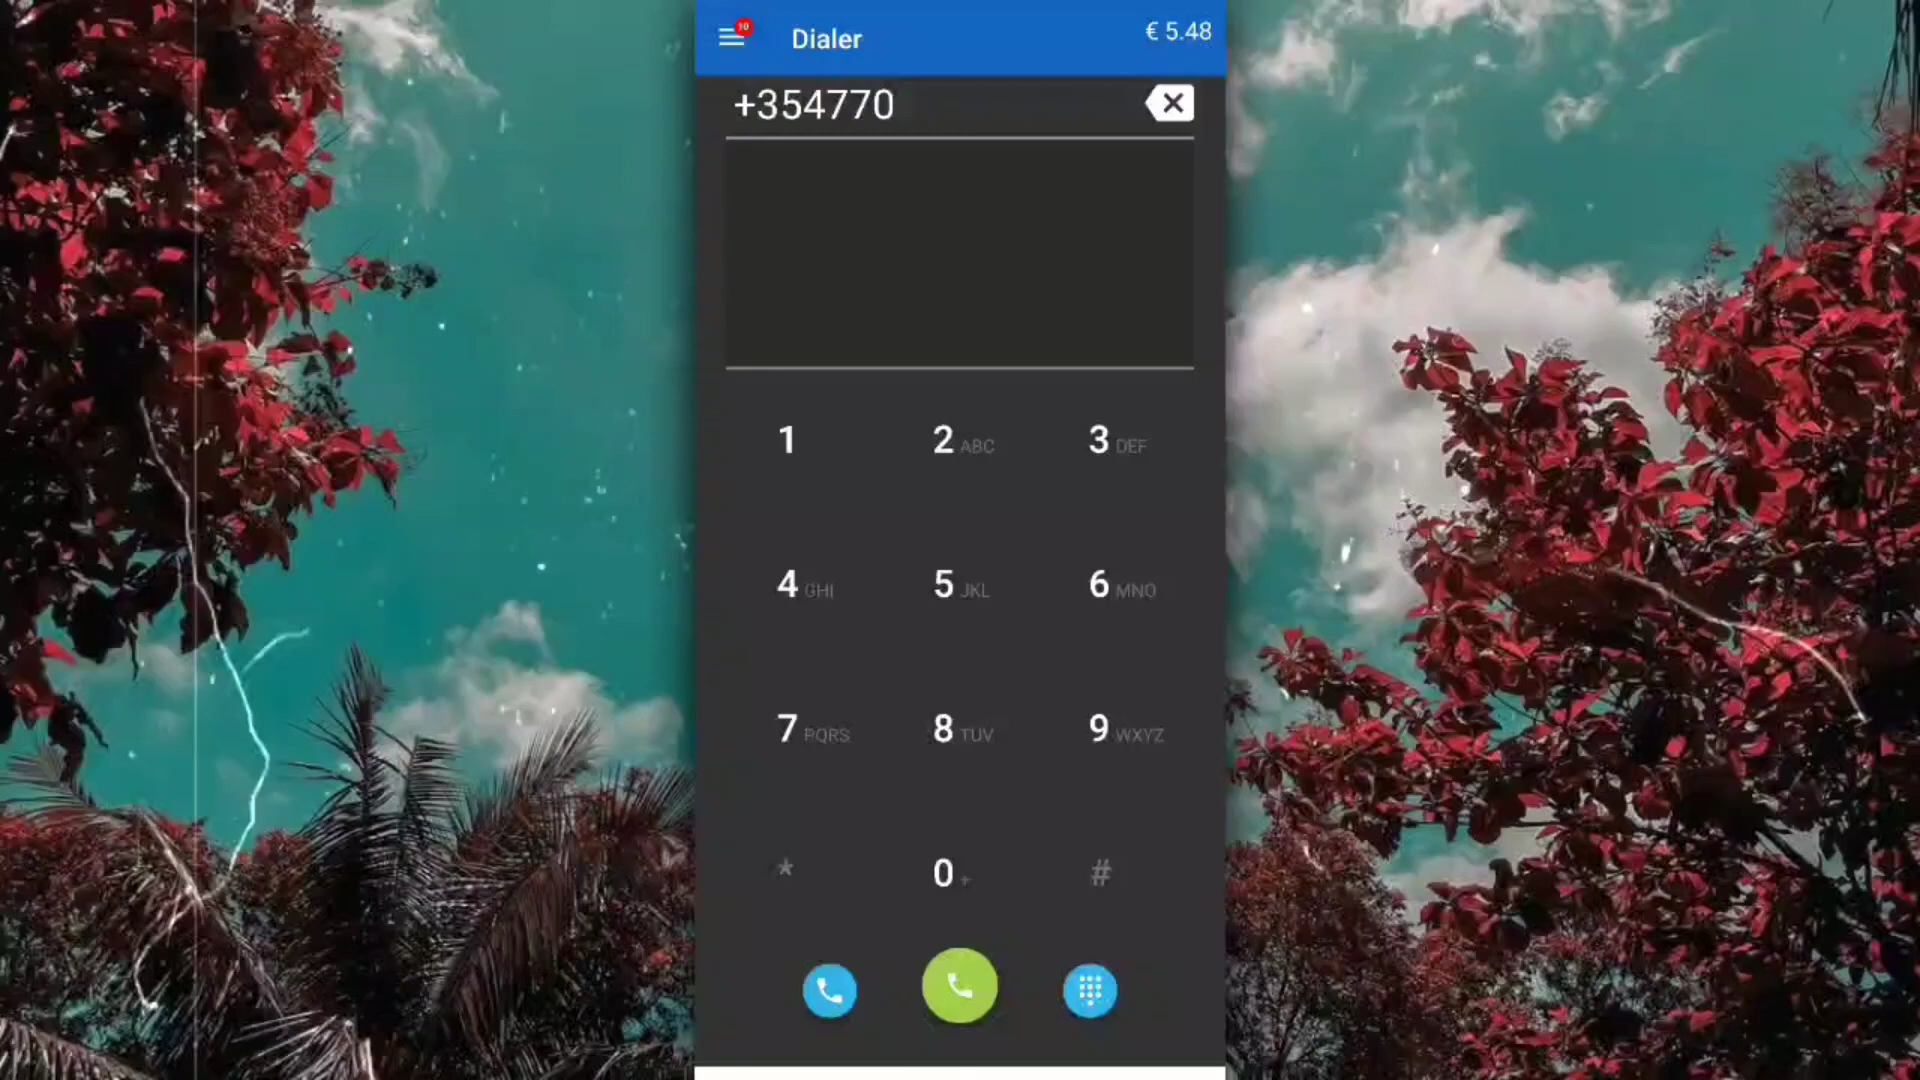 10
Dialer
€ 5.48
+354770
1
2 ABC
3 DEF
4 GHI
5 JKL
6 MNO
7 PQRS
8 TUV
9 WXYZ
*
0 +
#